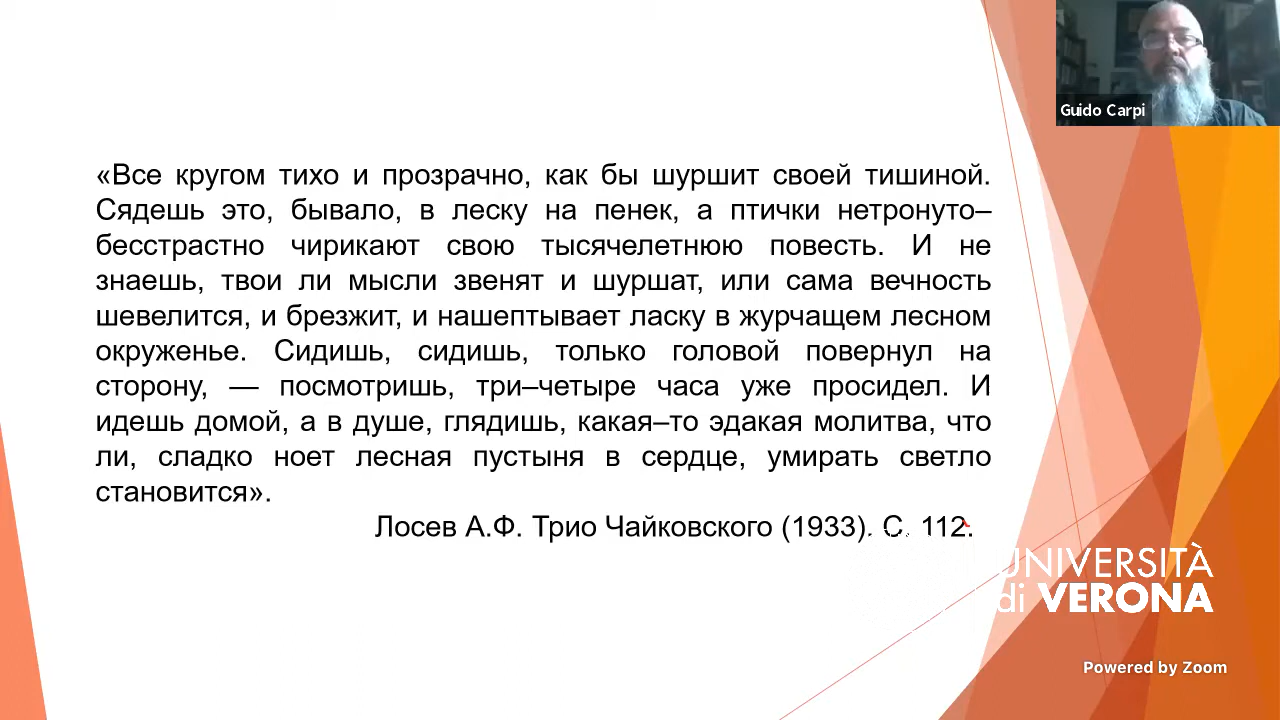 Guido Carpi
«Все кругом тихо и прозрачно, как бы шуршит своей тишиной.
Сядешь это, бывало, в леску на пенек, а птички нетронуто–
бесстрастно чирикают свою тысячелетнюю повесть. И не
знаешь, твои ли мысли звенят и шуршат, или сама вечность
шевелится, и брезжит, и нашептывает ласку в журчащем лесном
окруженье. Сидишь, сидишь, только головой повернул на
сторону, — посмотришь, три–четыре часа уже просидел. И
идешь домой, а в душе, глядишь, какая–то эдакая молитва, что
ли, сладко ноет лесная пустыня в сердце, умирать светло
становится».
Лосев А.Ф. Трио Чайковского (1933). С. 112.
UNIVERSITÀ
di VERONA
Powered by Zoom